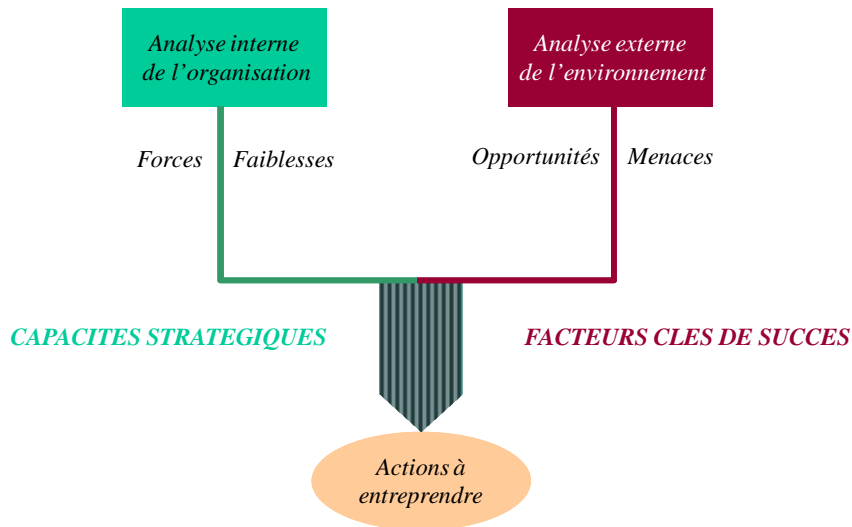 Analyse interne
de l’organisation
Analyse externe
de l’environnement
Forces
Faiblesses
Opportunités
Menaces
CAPACITES STRATEGIQUES
FACTEURS CLES DE SUCCES
Actions à
entreprendre